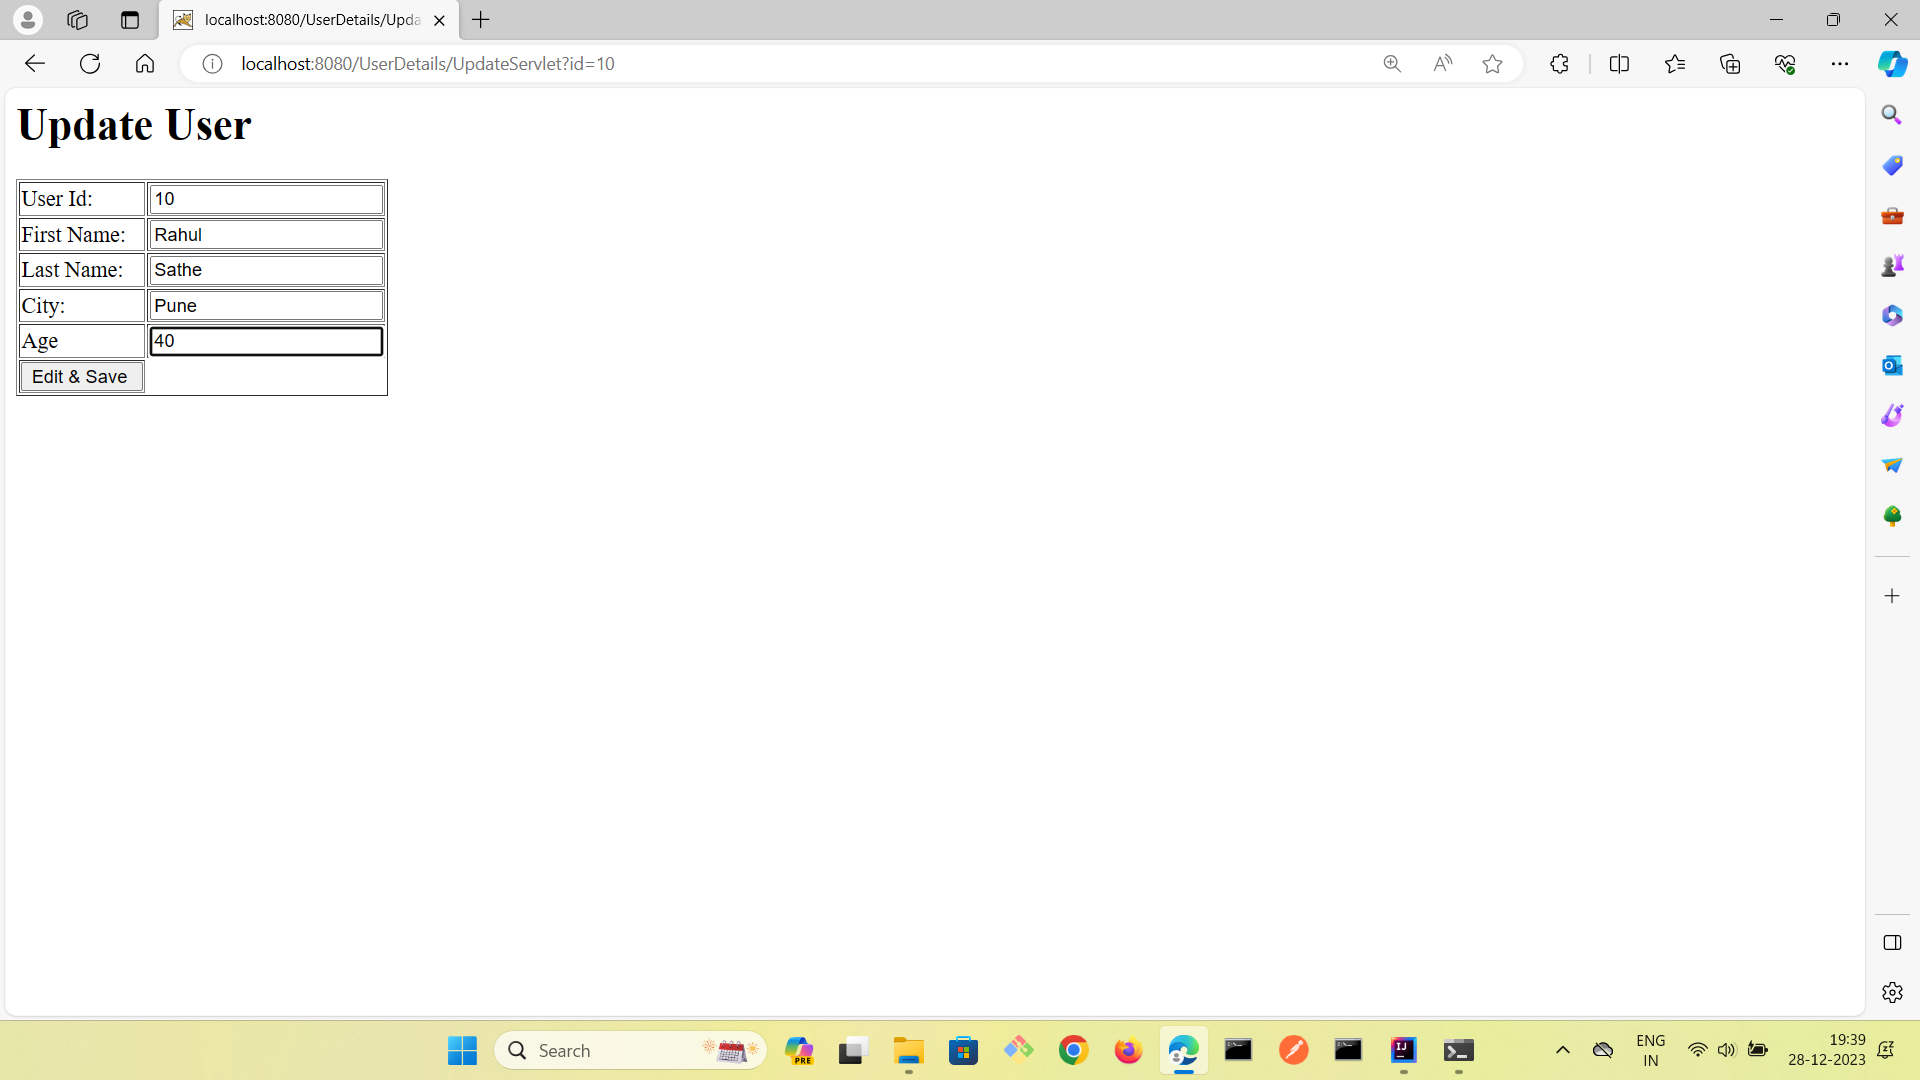 localhost:8080/UserDetails/Upda
localhost:8080/UserDetails/UpdateServlet?id=10
Update User
User Id: 10
First Name: Rahul
Last Name: Sathe
City: Pune
Age 40
Edit & Save
Search
PRE
ENG
IN
19:39
28-12-2023